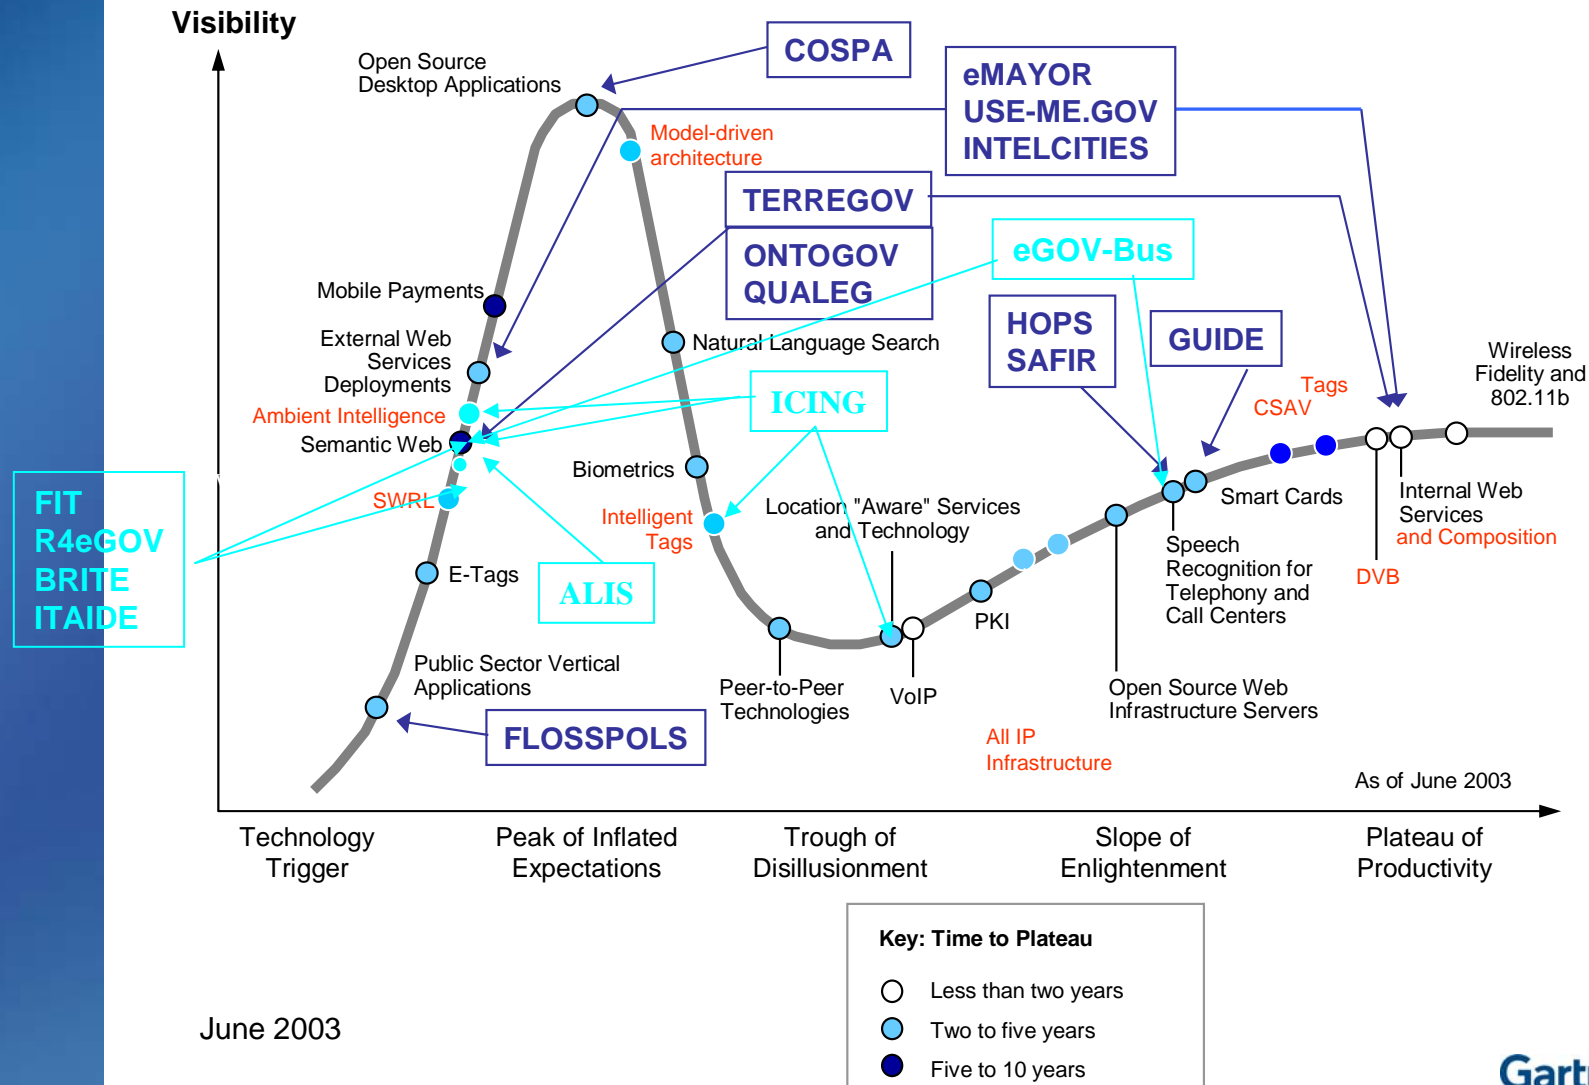 Visibility
Open Source
Desktop Applications
COSPA
eMAYOR
USE-ME.GOV
INTELCITIES
Model-driven
architecture
TERREGOV
ONTOGOV
QUALEG
eGOV-Bus
Mobile Payments
External Web
Services
Deployments
Natural Language Search
HOPS
SAFIR
GUIDE
Wireless
Fidelity and
802.11b
Tags
CSAV
Ambient Intelligence
Semantic Web
ICING
Biometrics
FIT
R4eGOV
BRITE
ITAIDE
SWRL
Intelligent
Tags
Location "Aware" Services
and Technology
Smart Cards
Internal Web
Services
and Composition
E-Tags
ALIS
Speech
Recognition for
Telephony and
Call Centers
DVB
PKI
Public Sector Vertical
Applications
Peer-to-Peer
Technologies
VoIP
Open Source Web
Infrastructure Servers
FLOSSPOLS
All IP
Infrastructure
As of June 2003
Technology
Trigger
Peak of Inflated
Expectations
Trough of
Disillusionment
Slope of
Enlightenment
Plateau of
Productivity
Key: Time to Plateau
Less than two years
Two to five years
Five to 10 years
June 2003